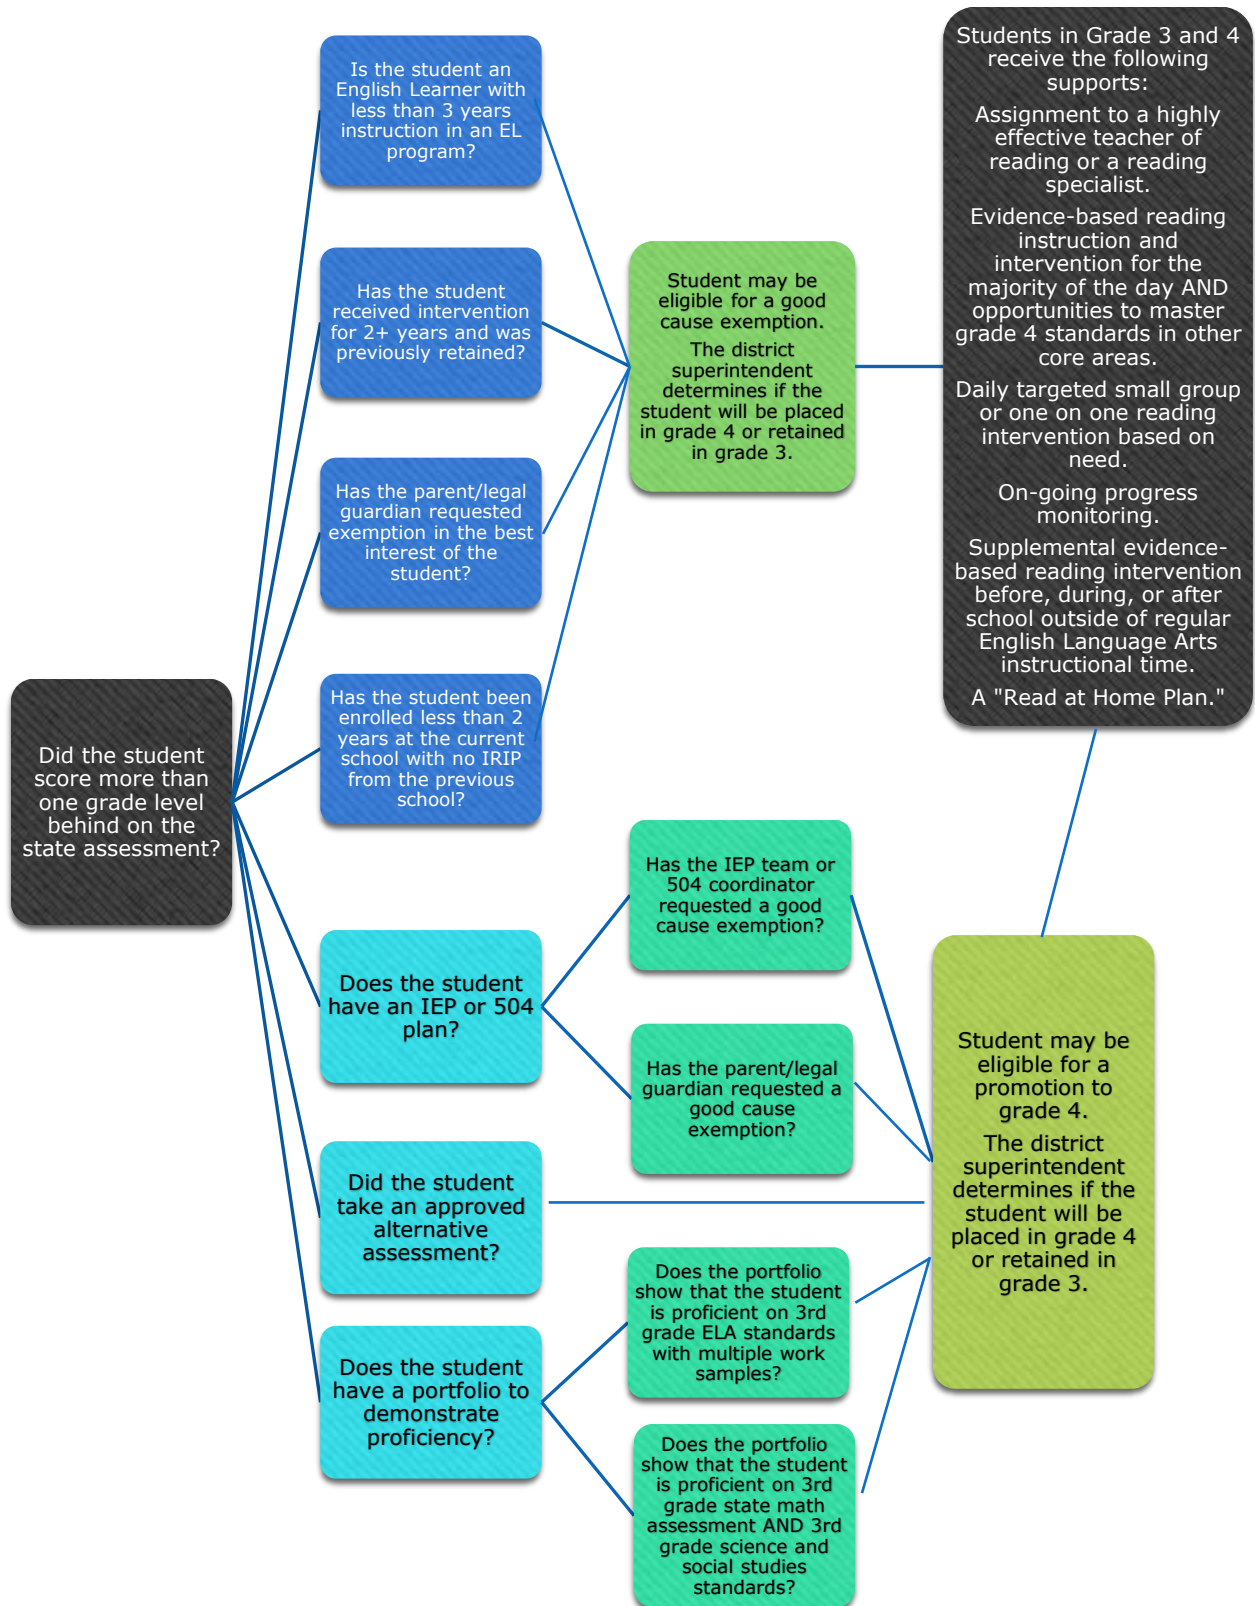 Did the student
score more than
one grade level
behind on the
state assessment?
Is the student an
English Learner with
less than 3 years
instruction in an EL
program?
Has the student
received intervention
for 2+ years and was
previously retained?
Has the parent/legal
guardian requested
exemption in the best
interest of the
student?
Has the student been
enrolled less than 2
years at the current
school with no IRIP
from the previous
school?
Student may be
eligible for a good
cause exemption.
The district
superintendent
determines if the
student will be placed
in grade 4 or retained
in grade 3.
Students in Grade 3 and 4
receive the following
supports:
Assignment to a highly
effective teacher of
reading or a reading
specialist.
Evidence-based reading
instruction and
intervention for the
majority of the day AND
opportunities to master
grade 4 standards in other
core areas.
Daily targeted small group
or one on one reading
intervention based on
need.
On-going progress
monitoring.
Supplemental evidence-
based reading intervention
before, during, or after
school outside of regular
English Language Arts
instructional time.
A "Read at Home Plan."
Does the student
have an IEP or 504
plan?
Has the IEP team or
504 coordinator
requested a good
cause exemption?
Has the parent/legal
guardian requested a
good cause
exemption?
Did the student
take an approved
alternative
assessment?
Does the student
have a portfolio to
demonstrate
proficiency?
Does the portfolio
show that the student
is proficient on 3rd
grade ELA standards
with multiple work
samples?
Does the portfolio
show that the student
is proficient on 3rd
grade state math
assessment AND 3rd
grade science and
social studies
standards?
Student may be
eligible for a
promotion to
grade 4.
The district
superintendent
determines if the
student will be
placed in grade 4
or retained in
grade 3.